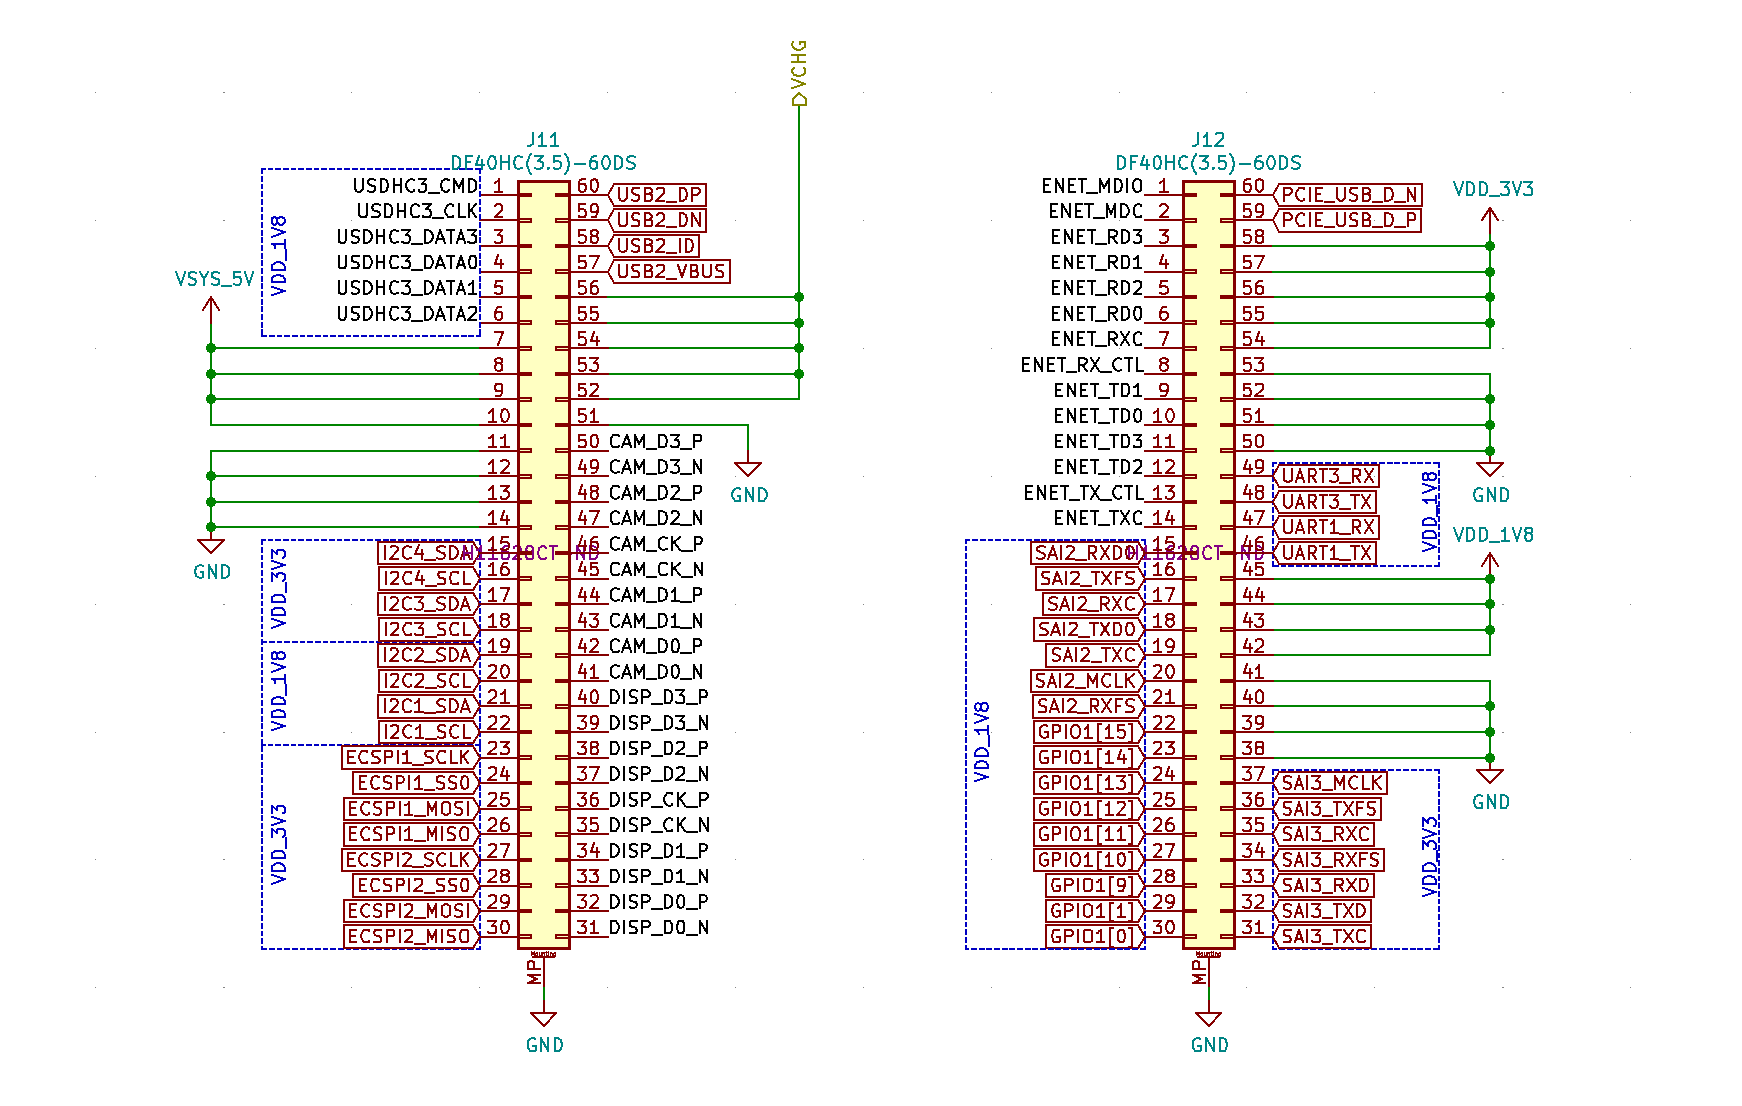 VCHG
J11
DF40HC(3.5)-60DS
VDD_1V8
VSYS_5V
USDHC3_CMD 1 60 USB2_DP
USDHC3_CLK 2 59 USB2_DN
USDHC3_DATA3 3 58 USB2_ID
USDHC3_DATA0 4 57 USB2_VBUS
USDHC3_DATA1 5 56
USDHC3_DATA2 6 55
7 54
8 53
9 52
10 51
11 50 CAM_D3_P
12 49 CAM_D3_N
13 48 CAM_D2_P
14 47 CAM_D2_N
I2C4_SDA 15 46 CAM_CK_P
I2C4_SCL 16 45 CAM_CK_N
I2C3_SDA 17 44 CAM_D1_P
I2C3_SCL 18 43 CAM_D1_N
I2C2_SDA 19 42 CAM_D0_P
I2C2_SCL 20 41 CAM_D0_N
I2C1_SDA 21 40 DISP_D3_P
I2C1_SCL 22 39 DISP_D3_N
ECSPI1_SCLK 23 38 DISP_D2_P
ECSPI1_SS0 24 37 DISP_D2_N
ECSPI1_MOSI 25 36 DISP_CK_P
ECSPI1_MISO 26 35 DISP_CK_N
ECSPI2_SCLK 27 34 DISP_D1_P
ECSPI2_SS0 28 33 DISP_D1_N
ECSPI2_MOSI 29 32 DISP_D0_P
ECSPI2_MISO 30 31 DISP_D0_N
GND
GND
VDD_3V3
VDD_1V8
VDD_3V3
Mounting
MP
GND
J12
DF40HC(3.5)-60DS
VDD_3V3
ENET_MDIO 1 60 PCIE_USB_D_N
ENET_MDC 2 59 PCIE_USB_D_P
ENET_RD3 3 58
ENET_RD1 4 57
ENET_RD2 5 56
ENET_RD0 6 55
ENET_RXC 7 54
ENET_RX_CTL 8 53
ENET_TD1 9 52
ENET_TD0 10 51
ENET_TD3 11 50
ENET_TD2 12 49 UART3_RX
ENET_TX_CTL 13 48 UART3_TX
ENET_TXC 14 47 UART1_RX
SAI2_RXD0 15 46 UART1_TX
SAI2_TXFS 16 45
SAI2_RXC 17 44
SAI2_TXD0 18 43
SAI2_TXC 19 42
SAI2_MCLK 20 41
SAI2_RXFS 21 40
GPIO1[15] 22 39
GPIO1[14] 23 38
GPIO1[13] 24 37 SAI3_MCLK
GPIO1[12] 25 36 SAI3_TXFS
GPIO1[11] 26 35 SAI3_RXC
GPIO1[10] 27 34 SAI3_RXFS
GPIO1[9] 28 33 SAI3_RXD
GPIO1[1] 29 32 SAI3_TXD
GPIO1[0] 30 31 SAI3_TXC
GND
VDD_1V8
VDD_1V8
GND
VDD_1V8
VDD_3V3
Mounting
MP
GND